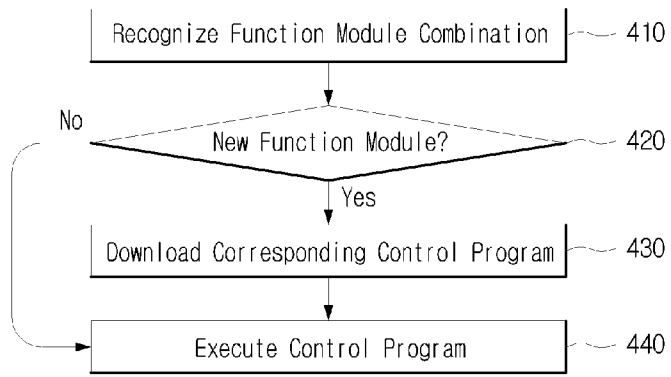 Recognize Function Module Combination 410
No
New Function Module? 420
Yes
Download Corresponding Control Program 430
Execute Control Program 440